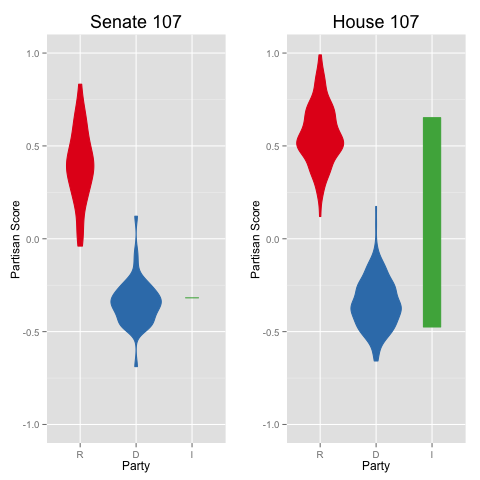 Senate 107
1.0
0.5
0.0
-0.5
-1.0
Partisan Score
R D I
Party
House 107
1.0
0.5
0.0
-0.5
-1.0
Partisan Score
R D I
Party